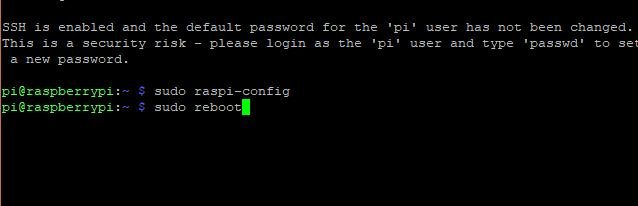 SSH is enabled and the default password for the 'pi' user has not been changed.
This is a security risk - please login as the 'pi' user and type 'passwd' to set
a new password.
pi@raspberrypi:~ $ sudo raspi-config
pi@raspberrypi:~ $ sudo reboot